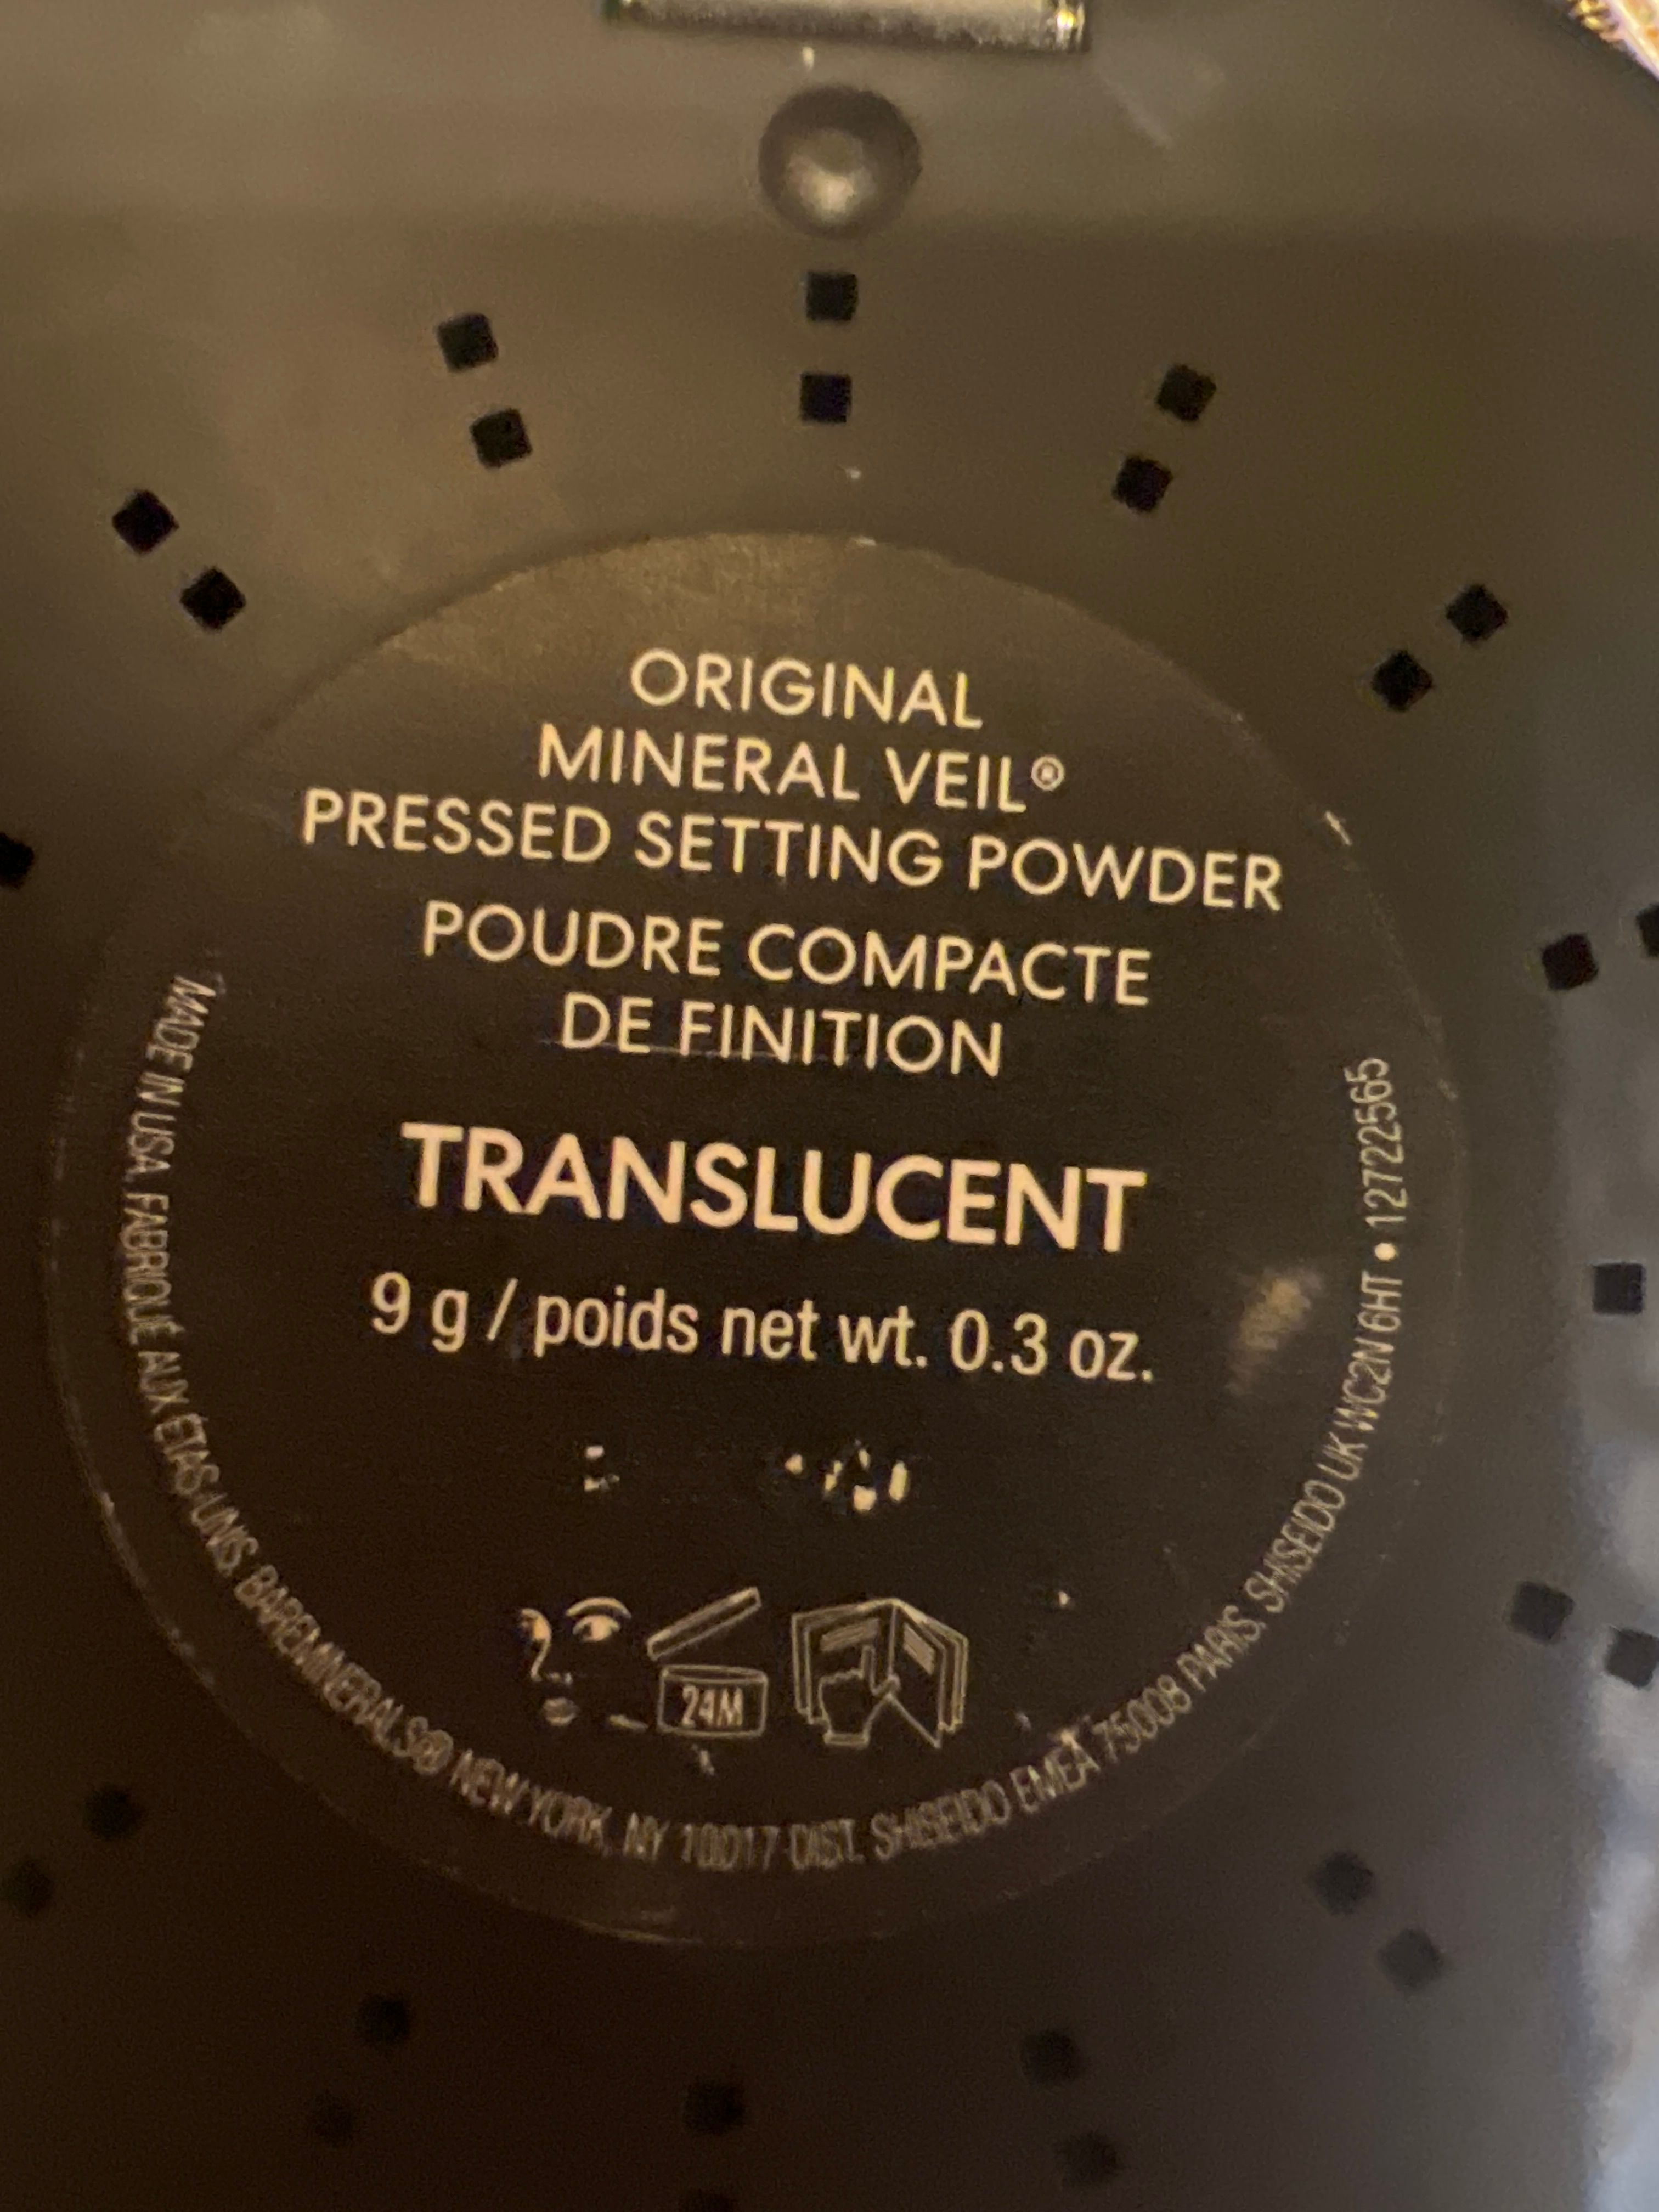 ORIGINAL
MINERAL VEIL®
PRESSED SETTING POWDER
POUDRE COMPACTE
DE FINITION
TRANSLUCENT
9 g / poids net wt. 0.3 oz.
24M
MADE IN USA. FABRIQUÉ AUX ÉTAS-UNIS. BAREMINERALS® NEW YORK, NY 10017 DIST. SHISEIDO EMEA 75008 PARIS. SHISEIDO UK WC2N 6HT • 12722565